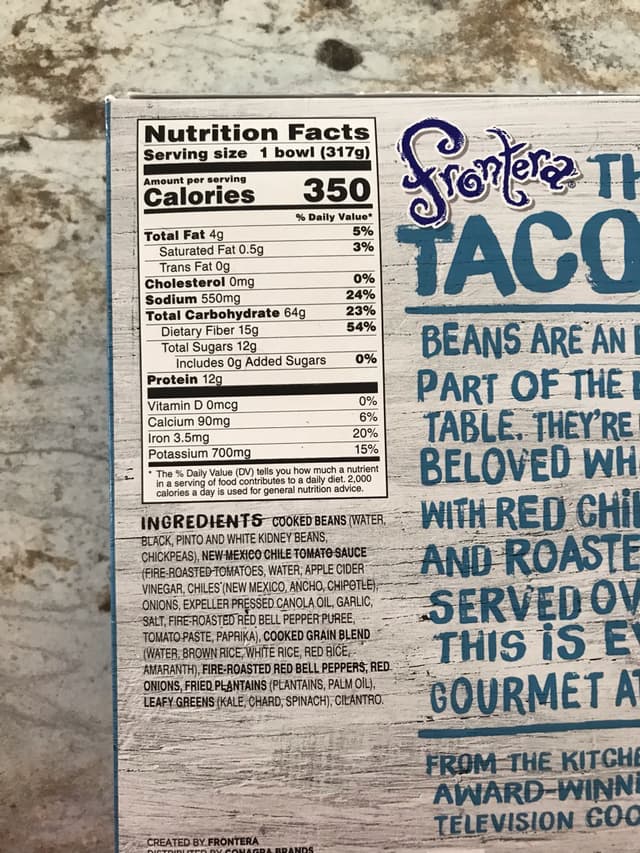 Nutrition Facts
Serving size 1 bowl (317g)
Amount per serving
Calories 350
% Daily Value*
Total Fat 4g 5%
Saturated Fat 0.5g 3%
Trans Fat 0g
Cholesterol 0mg 0%
Sodium 550mg 24%
Total Carbohydrate 64g 23%
Dietary Fiber 15g 54%
Total Sugars 12g
Includes 0g Added Sugars 0%
Protein 12g
Vitamin D 0mcg 0%
Calcium 90mg 6%
Iron 3.5mg 20%
Potassium 700mg 15%
* The % Daily Value (DV) tells you how much a nutrient
in a serving of food contributes to a daily diet. 2,000
calories a day is used for general nutrition advice.
INGREDIENTS COOKED BEANS (WATER,
BLACK, PINTO AND WHITE KIDNEY BEANS,
CHICKPEAS), NEW MEXICO CHILE TOMATO SAUCE
(FIRE-ROASTED TOMATOES, WATER, APPLE CIDER
VINEGAR, CHILES (NEW MEXICO, ANCHO, CHIPOTLE),
ONIONS, EXPELLER PRESSED CANOLA OIL, GARLIC,
SALT, FIRE-ROASTED RED BELL PEPPER PUREE,
TOMATO PASTE, PAPRIKA), COOKED GRAIN BLEND
(WATER, BROWN RICE, WHITE RICE, RED RICE,
AMARANTH), FIRE-ROASTED RED BELL PEPPERS, RED
ONIONS, FRIED PLANTAINS (PLANTAINS, PALM OIL),
LEAFY GREENS (KALE, CHARD, SPINACH), CILANTRO.
CREATED BY FRONTERA
DISTRIBUTED BY CONAGRA BRANDS
frontera TH
TACO
BEANS ARE AN
PART OF THE
TABLE. THEY'RE
BELOVED WH
WITH RED CHI
AND ROASTE
SERVED OV
THIS IS E
GOURMET A
FROM THE KITCHE
AWARD-WINN
TELEVISION COO